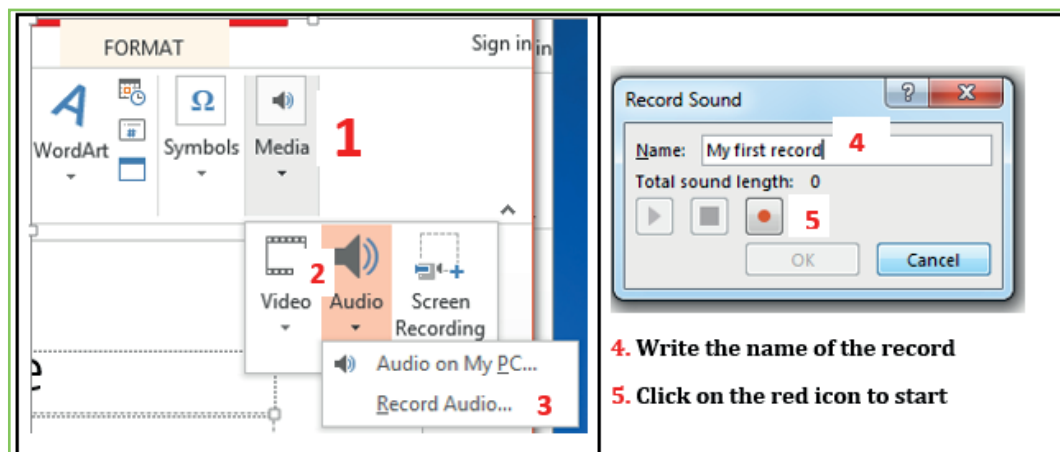 FORMAT
Sign in
in
WordArt
#
Ω
Symbols
Media
1
2
Video
Audio
Screen
Recording
Audio on My PC...
Record Audio... 3
e
Record Sound
?
X
Name: My first record 4
Total sound length: 0
5
OK
Cancel
4. Write the name of the record
5. Click on the red icon to start